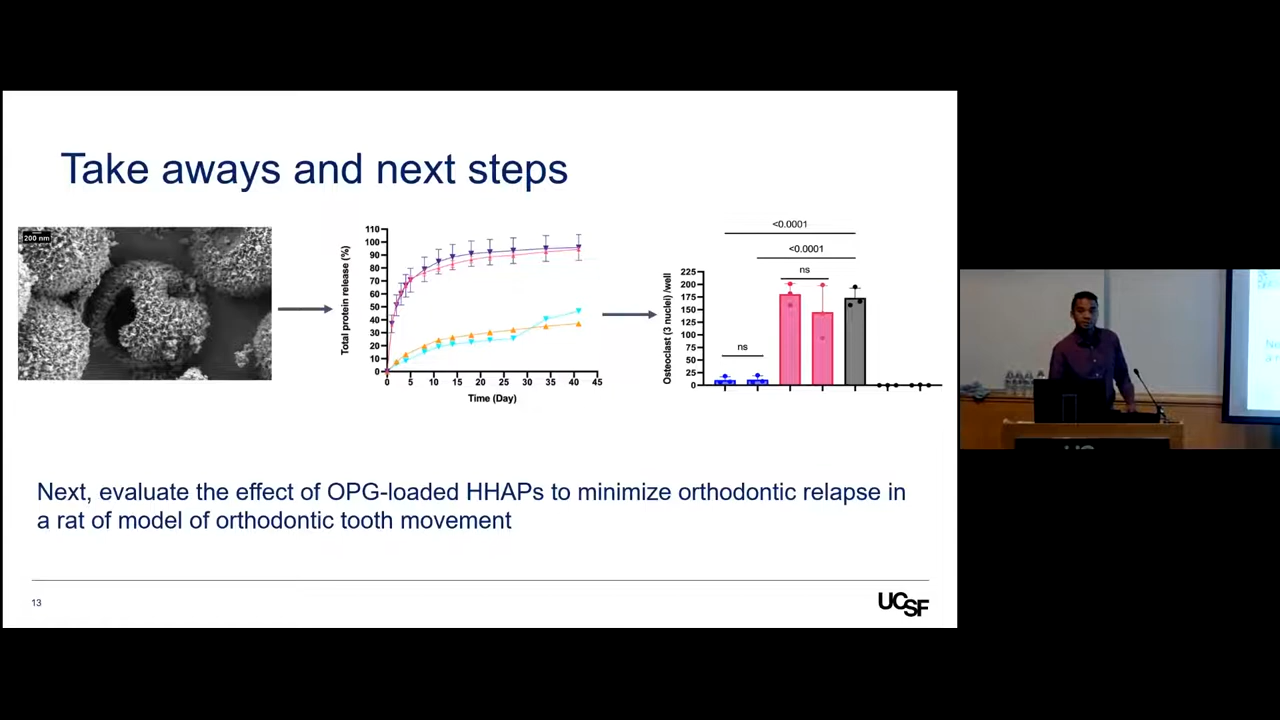 Take aways and next steps
200 nm
Total protein release (%)
110
100
90
80
70
60
50
40
30
20
10
0
0 5 10 15 20 25 30 35 40 45
Time (Day)
<0.0001
<0.0001
ns
ns
Osteoclast (3 nuclei) /well
225
200
175
150
125
100
75
50
25
0
Next, evaluate the effect of OPG-loaded HHAPs to minimize orthodontic relapse in
a rat of model of orthodontic tooth movement
13
UCSF